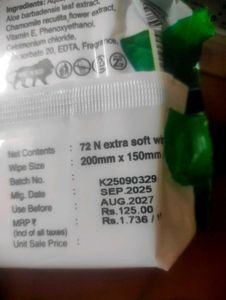 Ingredients:
Aloe barbadensis leaf extract,
Chamomile recutita flower extract,
Vitamin E, Phenoxyethanol,
Cetrimonium chloride,
20, EDTA, Fragrance
Net Contents : 72 N extra soft
Wipe Size : 200mm x 150mm
Batch No. : K25090329
Mfg. Date : SEP.2025
Use Before : AUG.2027
MRP ₹ : Rs.125.00
(incl of all taxes) Rs.1.736 /
Unit Sale Price :